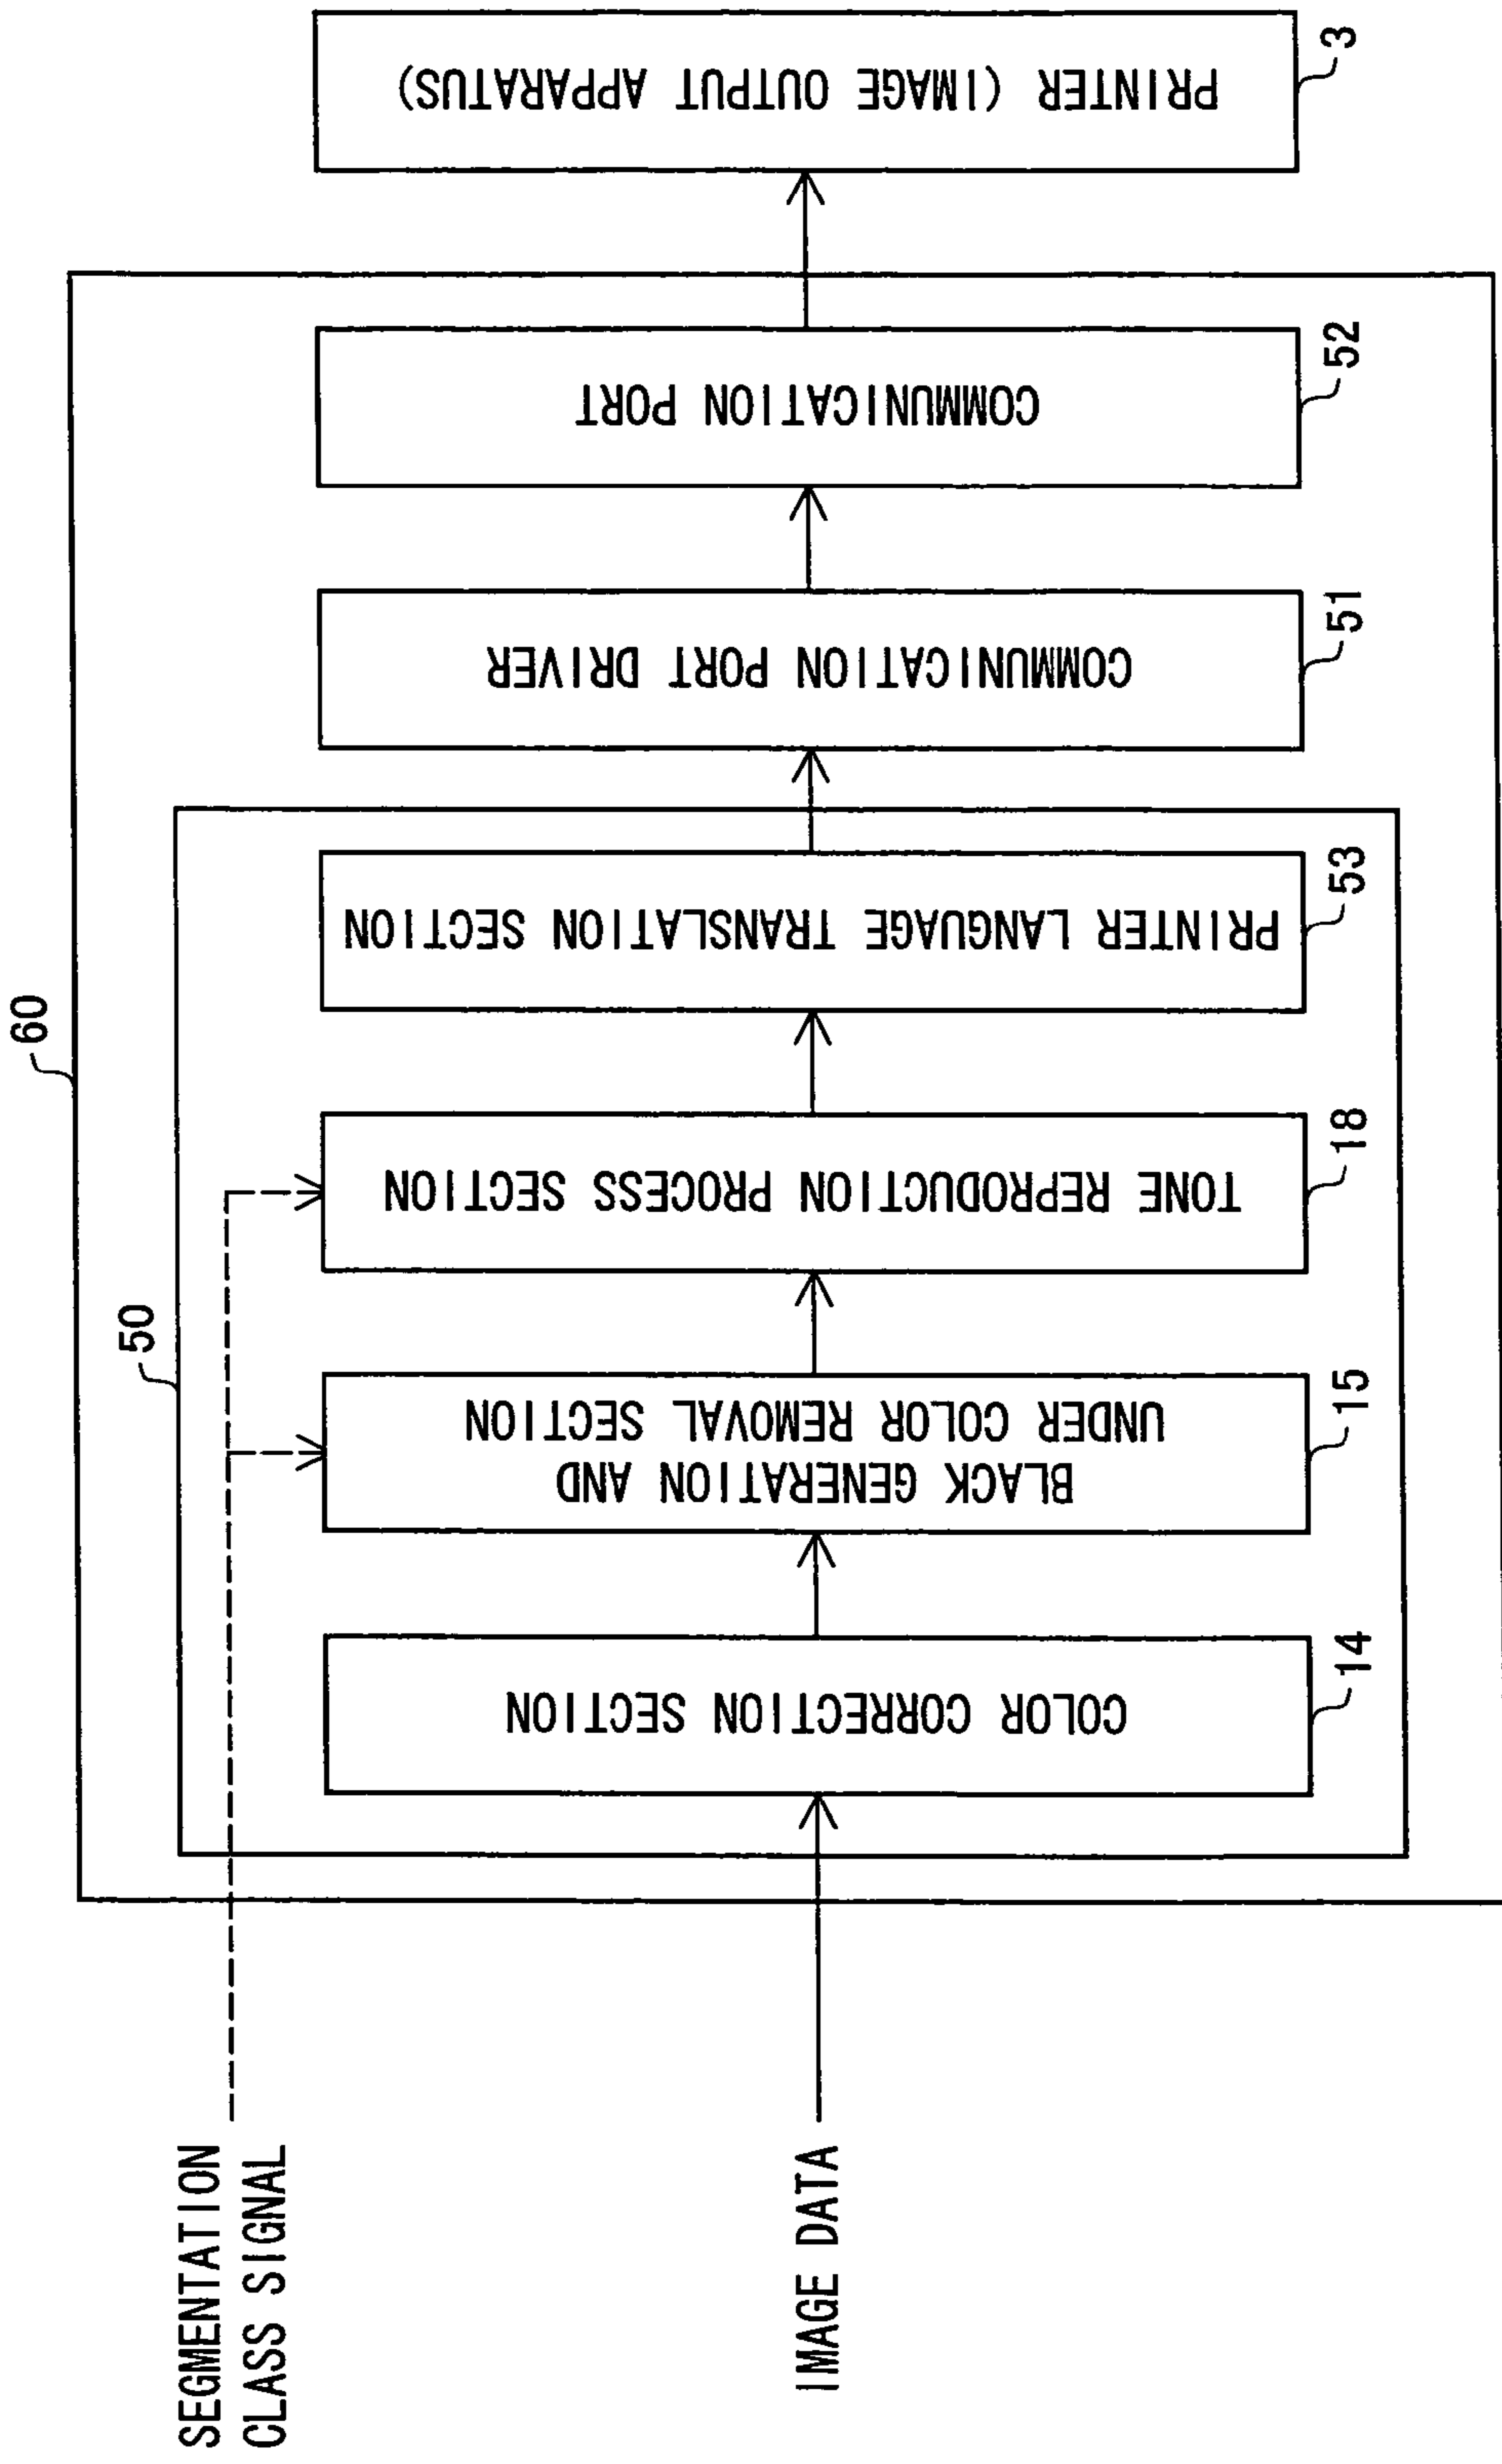 SEGMENTATION
CLASS SIGNAL
IMAGE DATA
60
50
COLOR CORRECTION SECTION
14
BLACK GENERATION AND
UNDER COLOR REMOVAL SECTION
15
TONE REPRODUCTION PROCESS SECTION
18
PRINTER LANGUAGE TRANSLATION SECTION
53
COMMUNICATION PORT DRIVER
51
COMMUNICATION PORT
52
PRINTER (IMAGE OUTPUT APPARATUS)
3